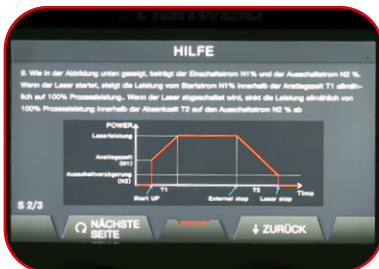 HILFE
9. Wie in der Abbildung unten gezeigt, beträgt der Einschaltstrom N1% und der Ausschaltstrom N2 %.
Wenn der Laser startet, steigt die Leistung vom Startstrom N1% innerhalb der Anstiegszeit T1 allmäh-
lich auf 100% Prozessleistung.. Wenn der Laser abgeschaltet wird, sinkt die Leistung allmählich von
100% Prozessleistung innerhalb der Absenkzeit T2 auf den Ausschaltstrom N2 % ab
POWER
Laserleistung
Anstiegszeit
(N1)
Ausschaltverzögerung
(N2)
T1
T2
Time
Start UP
External stop
Laser stop
S 2/3
NÄCHSTE
SEITE
↓ ZURÜCK